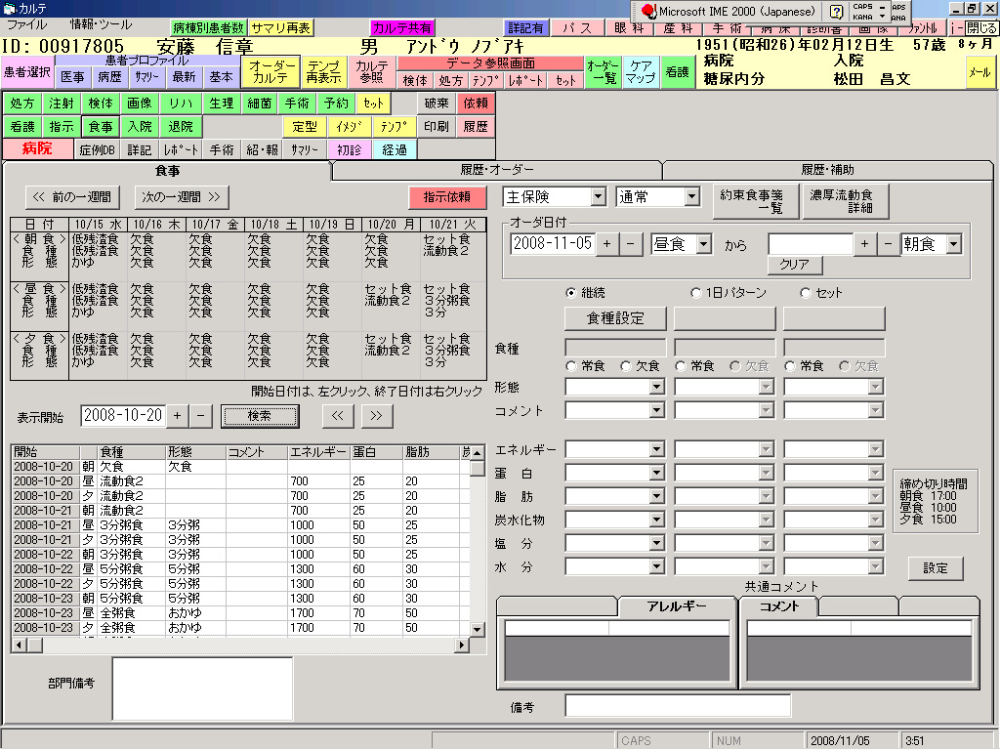 カルテ
Microsoft IME 2000 (Japanese)
CAPS
KANA
APS
ANA
ファイル 情報・ツール
病棟別患者数 サマリ再表 カルテ共有 詳記有 パス 眼科 産科 手術 病床 診断書 画像 閉じる
ID: 00917805 安藤 信章 男 アンドウ ノブアキ 1951(昭和26)年02月12日生 57歳 8ヶ月
患者選択 患者プロファイル
医事 病歴 サマリー 最新 基本
オーダーカルテ テンプ再表示 カルテ参照
データ参照画面
検体 処方 テンプ レポート セット
オーダー一覧 ケアマップ 看護
病院 入院
糖尿内分 松田 昌文
メール
処方 注射 検体 画像 リハ 生理 細菌 手術 予約 セット 破棄 依頼
看護 指示 食事 入院 退院 定型 イメジ テンプ 印刷 履歴
病院 症例DB 詳記 レポート 手術 紹・報 サマリー 初診 経過
食事 履歴・オーダー 履歴・補助
<< 前の一週間 次の一週間 >> 指示依頼
日付 10/15 水 10/16 木 10/17 金 10/18 土 10/19 日 10/20 月 10/21 火
<朝食> 低残渣食 欠食 欠食 欠食 欠食 欠食 セット食
食種 低残渣食 欠食 欠食 欠食 欠食 欠食 流動食2
形態 かゆ 欠食 欠食 欠食 欠食 欠食
<昼食> 低残渣食 欠食 欠食 欠食 欠食 セット食 セット食
食種 低残渣食 欠食 欠食 欠食 欠食 流動食2 3分粥食
形態 かゆ 欠食 欠食 欠食 欠食 3分
<夕食> 低残渣食 欠食 欠食 欠食 欠食 セット食 セット食
食種 低残渣食 欠食 欠食 欠食 欠食 流動食2 3分粥食
形態 かゆ 欠食 欠食 欠食 欠食 3分
開始日付は、左クリック、終了日付は右クリック
表示開始 2008-10-20 + − 検索 << >>
開始 食種 形態 コメント エネルギー 蛋白 脂肪
2008-10-20 朝 欠食 欠食
2008-10-20 昼 流動食2 700 25 20
2008-10-20 夕 流動食2 700 25 20
2008-10-21 朝 流動食2 700 25 20
2008-10-21 昼 3分粥食 3分粥 1000 50 25
2008-10-21 夕 3分粥食 3分粥 1000 50 25
2008-10-22 朝 3分粥食 3分粥 1000 50 25
2008-10-22 昼 5分粥食 5分粥 1300 60 30
2008-10-22 夕 5分粥食 5分粥 1300 60 30
2008-10-23 朝 5分粥食 5分粥 1300 60 30
2008-10-23 昼 全粥食 おかゆ 1700 70 50
2008-10-23 夕 全粥食 おかゆ 1700 70 50
部門備考
主保険 通常 約束食事箋一覧 濃厚流動食詳細
オーダ日付
2008-11-05 + − 昼食 から + − 朝食
クリア
継続 1日パターン セット
食種設定
食種
常食 欠食 常食 欠食 常食 欠食
形態
コメント
エネルギー
蛋白
脂肪
炭水化物
塩分
水分
締め切り時間
朝食 17:00
昼食 10:00
夕食 15:00
設定
共通コメント
アレルギー コメント
備考
CAPS NUM 2008/11/05 3:51